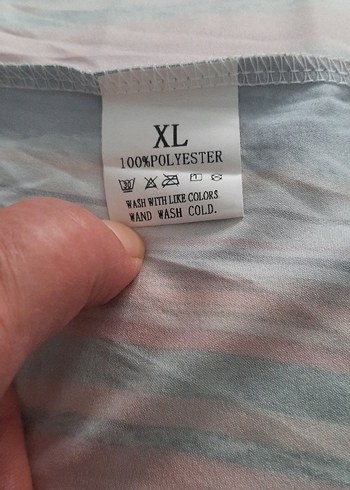 XL
100%POLYESTER
WASH WITH LIKE COLORS
WAND WASH COLD.